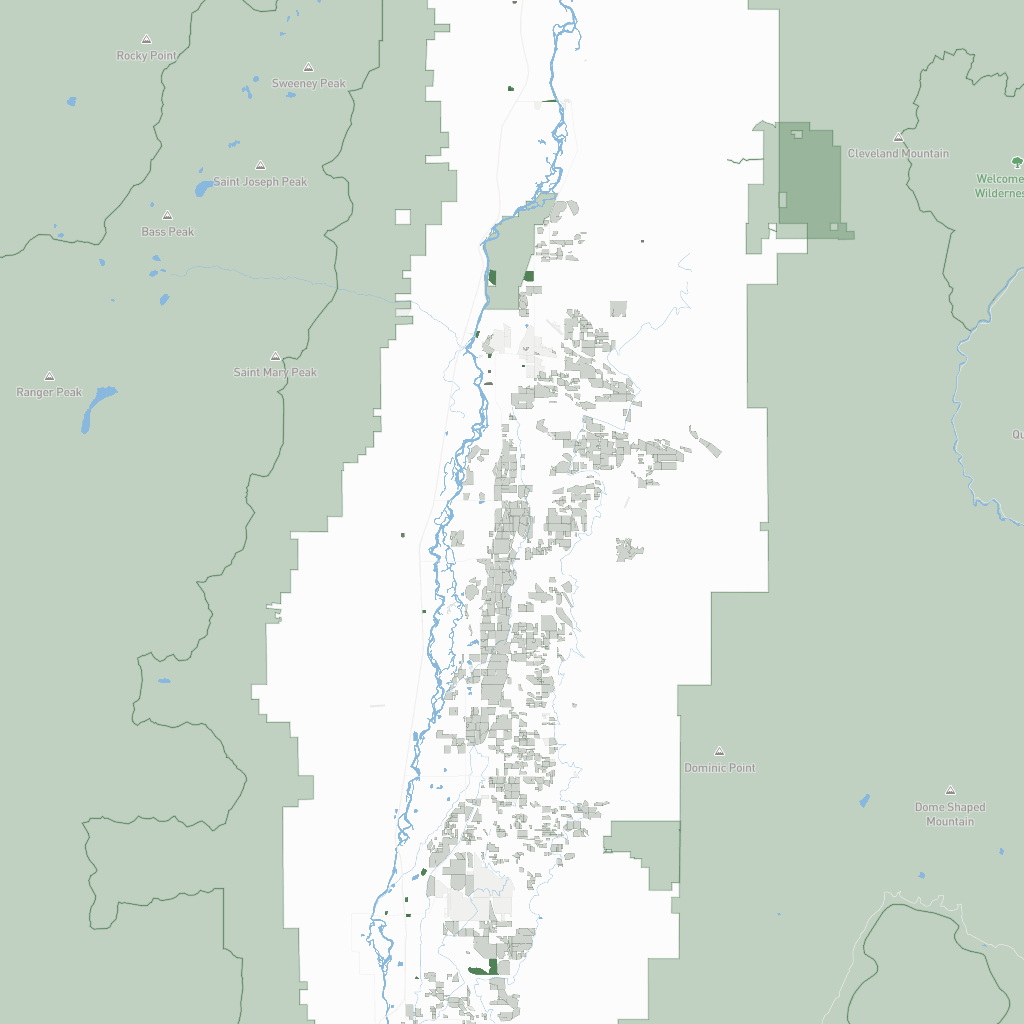 Rocky Point
Sweeney Peak
Cleveland Mountain
Saint Joseph Peak
Welcome
Wilderness
Bass Peak
Saint Mary Peak
Ranger Peak
Qu
Dominic Point
Dome Shaped
Mountain